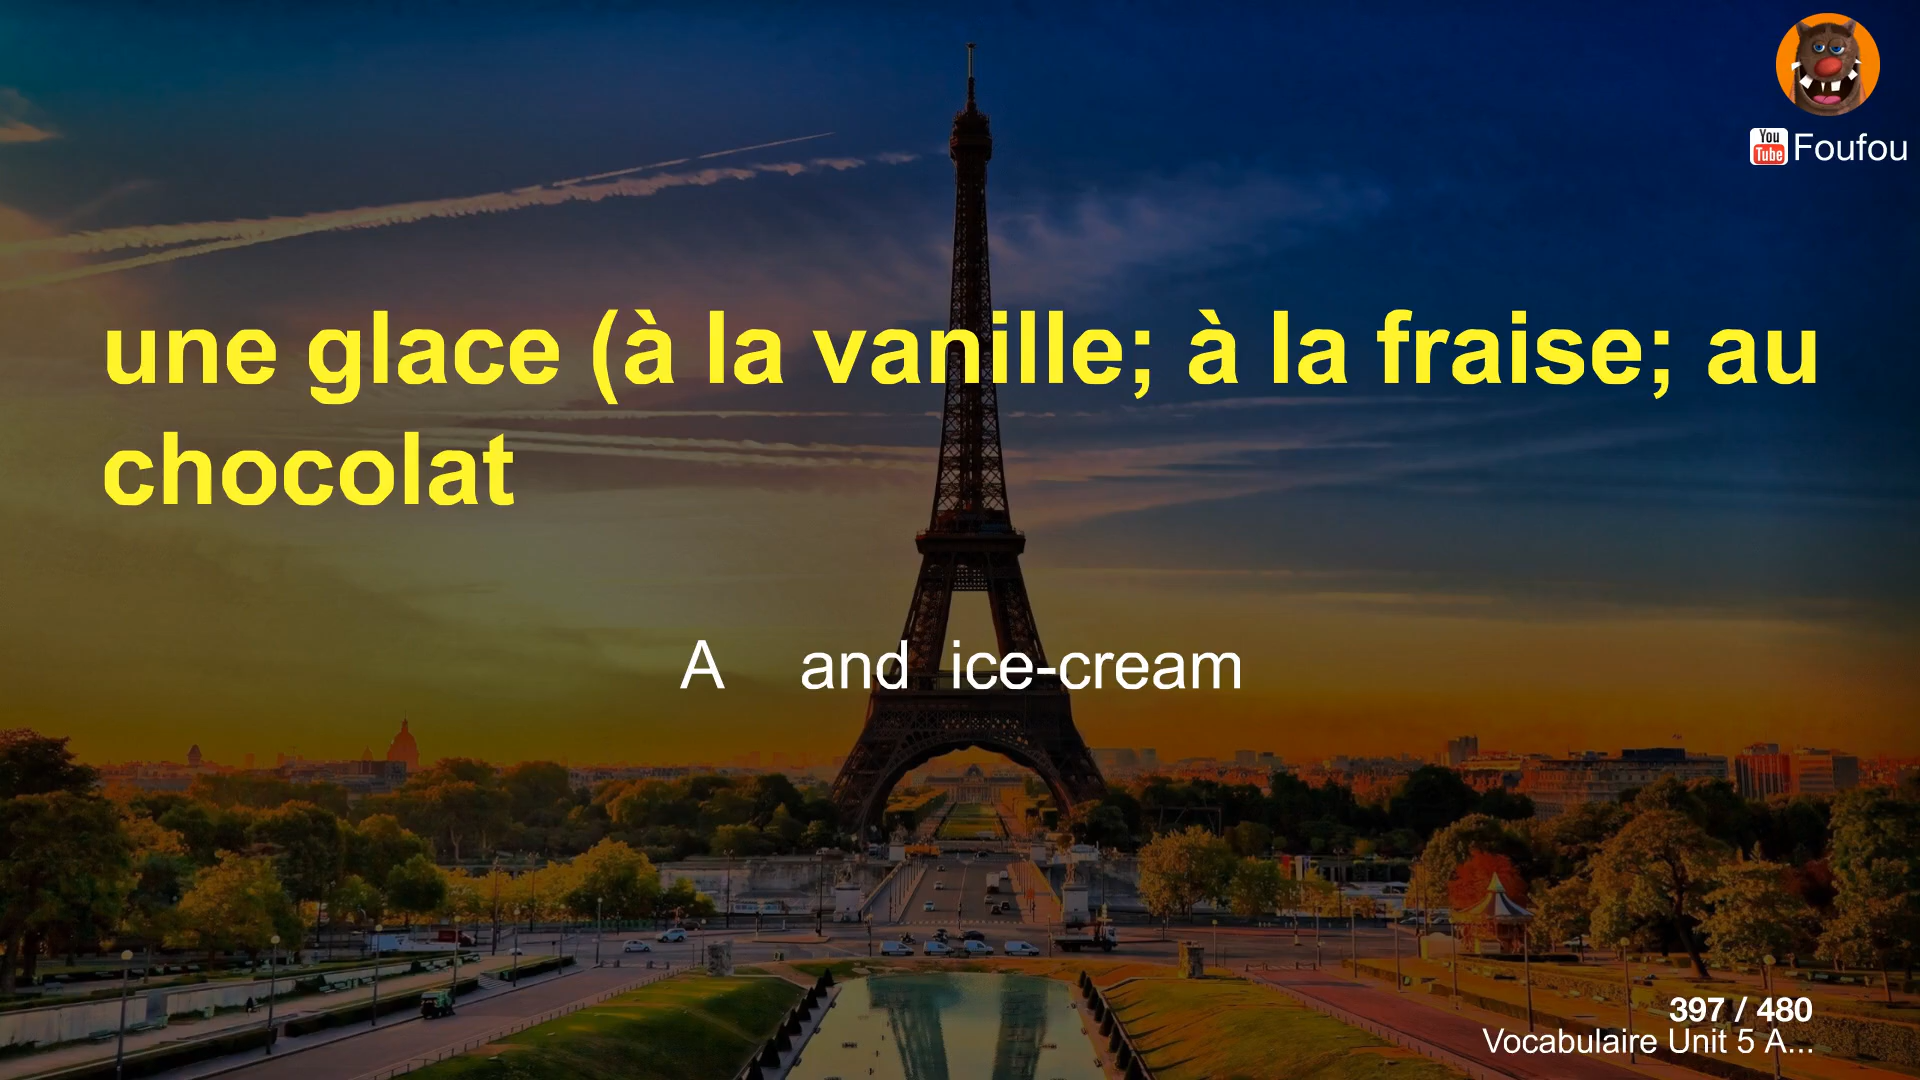 You
Tube
Foufou
une glace (à la vanille; à la fraise; au
chocolat
A and ice-cream
397 / 480
Vocabulaire Unit 5 A...